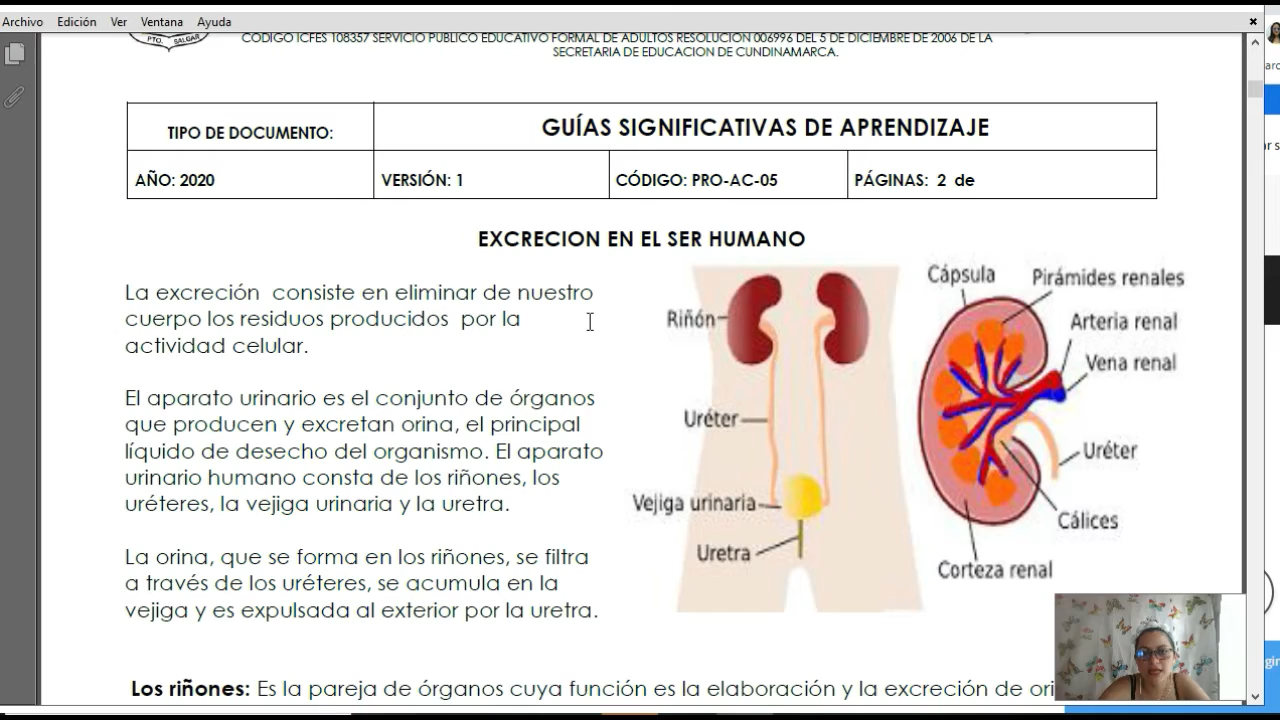 Archivo Edición Ver Ventana Ayuda
PTO. SALGAR
CODIGO ICFES 108357 SERVICIO PUBLICO EDUCATIVO FORMAL DE ADULTOS RESOLUCION 006996 DEL 5 DE DICIEMBRE DE 2006 DE LA
SECRETARIA DE EDUCACION DE CUNDINAMARCA.
TIPO DE DOCUMENTO:
GUÍAS SIGNIFICATIVAS DE APRENDIZAJE
AÑO: 2020
VERSIÓN: 1
CÓDIGO: PRO-AC-05
PÁGINAS: 2 de
EXCRECION EN EL SER HUMANO
La excreción consiste en eliminar de nuestro
cuerpo los residuos producidos por la
actividad celular.
El aparato urinario es el conjunto de órganos
que producen y excretan orina, el principal
líquido de desecho del organismo. El aparato
urinario humano consta de los riñones, los
uréteres, la vejiga urinaria y la uretra.
La orina, que se forma en los riñones, se filtra
a través de los uréteres, se acumula en la
vejiga y es expulsada al exterior por la uretra.
Riñón
Uréter
Vejiga urinaria
Uretra
Cápsula
Pirámides renales
Arteria renal
Vena renal
Uréter
Cálices
Corteza renal
Los riñones: Es la pareja de órganos cuya función es la elaboración y la excreción de ori